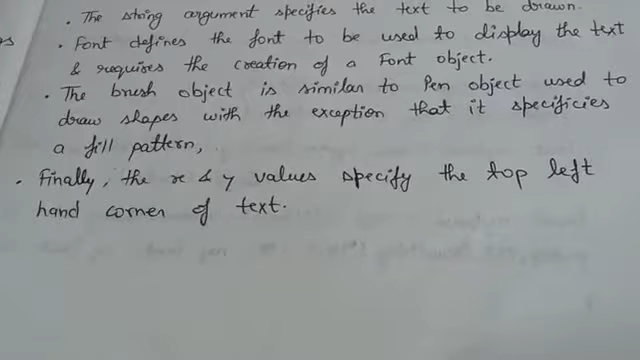 . The string argument specifies the text to be drawn.
. Font defines the font to be used to display the text
& requires the creation of a Font object.
. The brush object is similar to Pen object used to
draw shapes with the exception that it specificies
a fill pattern,
. Finally, the x & y values specify the top left
hand corner of text.